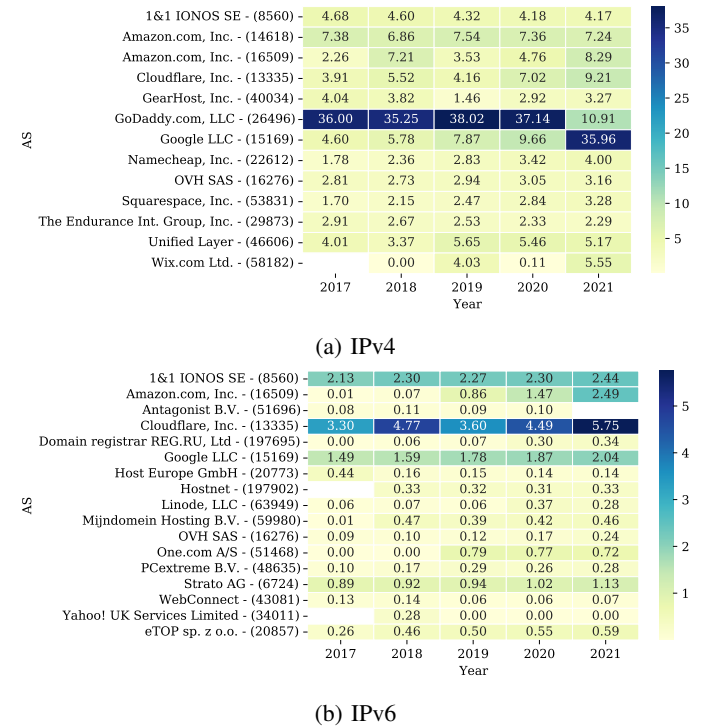 1&1 IONOS SE - (8560) 4.68 4.60 4.32 4.18 4.17
Amazon.com, Inc. - (14618) 7.38 6.86 7.54 7.36 7.24
Amazon.com, Inc. - (16509) 2.26 7.21 3.53 4.76 8.29
Cloudflare, Inc. - (13335) 3.91 5.52 4.16 7.02 9.21
GearHost, Inc. - (40034) 4.04 3.82 1.46 2.92 3.27
GoDaddy.com, LLC - (26496) 36.00 35.25 38.02 37.14 10.91
Google LLC - (15169) 4.60 5.78 7.87 9.66 35.96
Namecheap, Inc. - (22612) 1.78 2.36 2.83 3.42 4.00
OVH SAS - (16276) 2.81 2.73 2.94 3.05 3.16
Squarespace, Inc. - (53831) 1.70 2.15 2.47 2.84 3.28
The Endurance Int. Group, Inc. - (29873) 2.91 2.67 2.53 2.33 2.29
Unified Layer - (46606) 4.01 3.37 5.65 5.46 5.17
Wix.com Ltd. - (58182) 0.00 4.03 0.11 5.55
2017 2018 2019 2020 2021
Year
AS
35
30
25
20
15
10
5
(a) IPv4
1&1 IONOS SE - (8560) 2.13 2.30 2.27 2.30 2.44
Amazon.com, Inc. - (16509) 0.01 0.07 0.86 1.47 2.49
Antagonist B.V. - (51696) 0.08 0.11 0.09 0.10
Cloudflare, Inc. - (13335) 3.30 4.77 3.60 4.49 5.75
Domain registrar REG.RU, Ltd - (197695) 0.00 0.06 0.07 0.30 0.34
Google LLC - (15169) 1.49 1.59 1.78 1.87 2.04
Host Europe GmbH - (20773) 0.44 0.16 0.15 0.14 0.14
Hostnet - (197902) 0.33 0.32 0.31 0.33
Linode, LLC - (63949) 0.06 0.07 0.06 0.37 0.28
Mijndomein Hosting B.V. - (59980) 0.01 0.47 0.39 0.42 0.46
OVH SAS - (16276) 0.09 0.10 0.12 0.17 0.24
One.com A/S - (51468) 0.00 0.00 0.79 0.77 0.72
PCextreme B.V. - (48635) 0.10 0.17 0.29 0.26 0.28
Strato AG - (6724) 0.89 0.92 0.94 1.02 1.13
WebConnect - (43081) 0.13 0.14 0.06 0.06 0.07
Yahoo! UK Services Limited - (34011) 0.28 0.00 0.00 0.00
eTOP sp. z o.o. - (20857) 0.26 0.46 0.50 0.55 0.59
2017 2018 2019 2020 2021
Year
AS
5
4
3
2
1
(b) IPv6